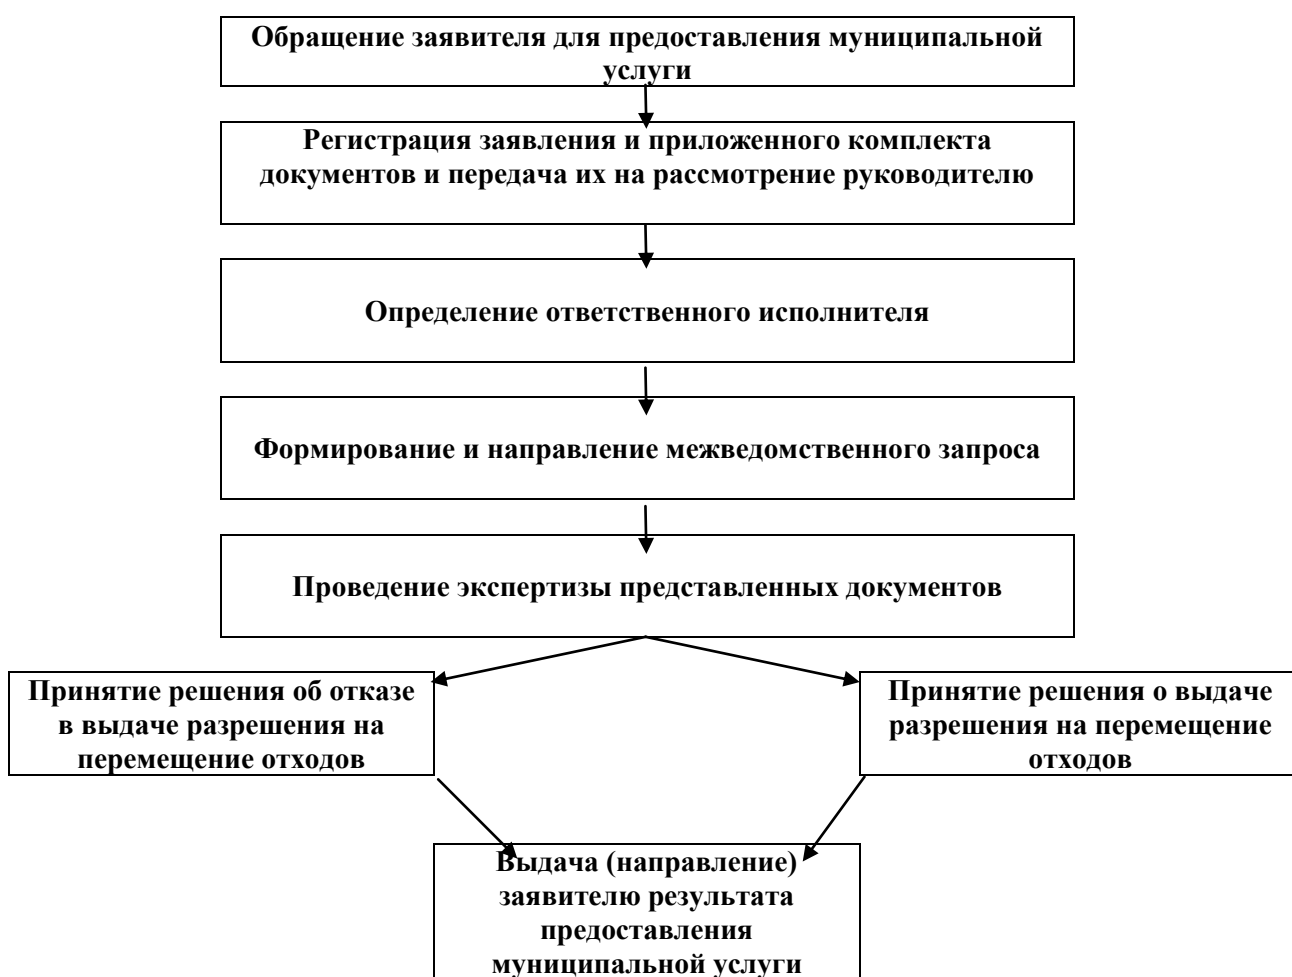 Обращение заявителя для предоставления муниципальной
услуги
Регистрация заявления и приложенного комплекта
документов и передача их на рассмотрение руководителю
Определение ответственного исполнителя
Формирование и направление межведомственного запроса
Проведение экспертизы представленных документов
Принятие решения об отказе
в выдаче разрешения на
перемещение отходов
Принятие решения о выдаче
разрешения на перемещение
отходов
Выдача (направление)
заявителю результата
предоставления
муниципальной услуги